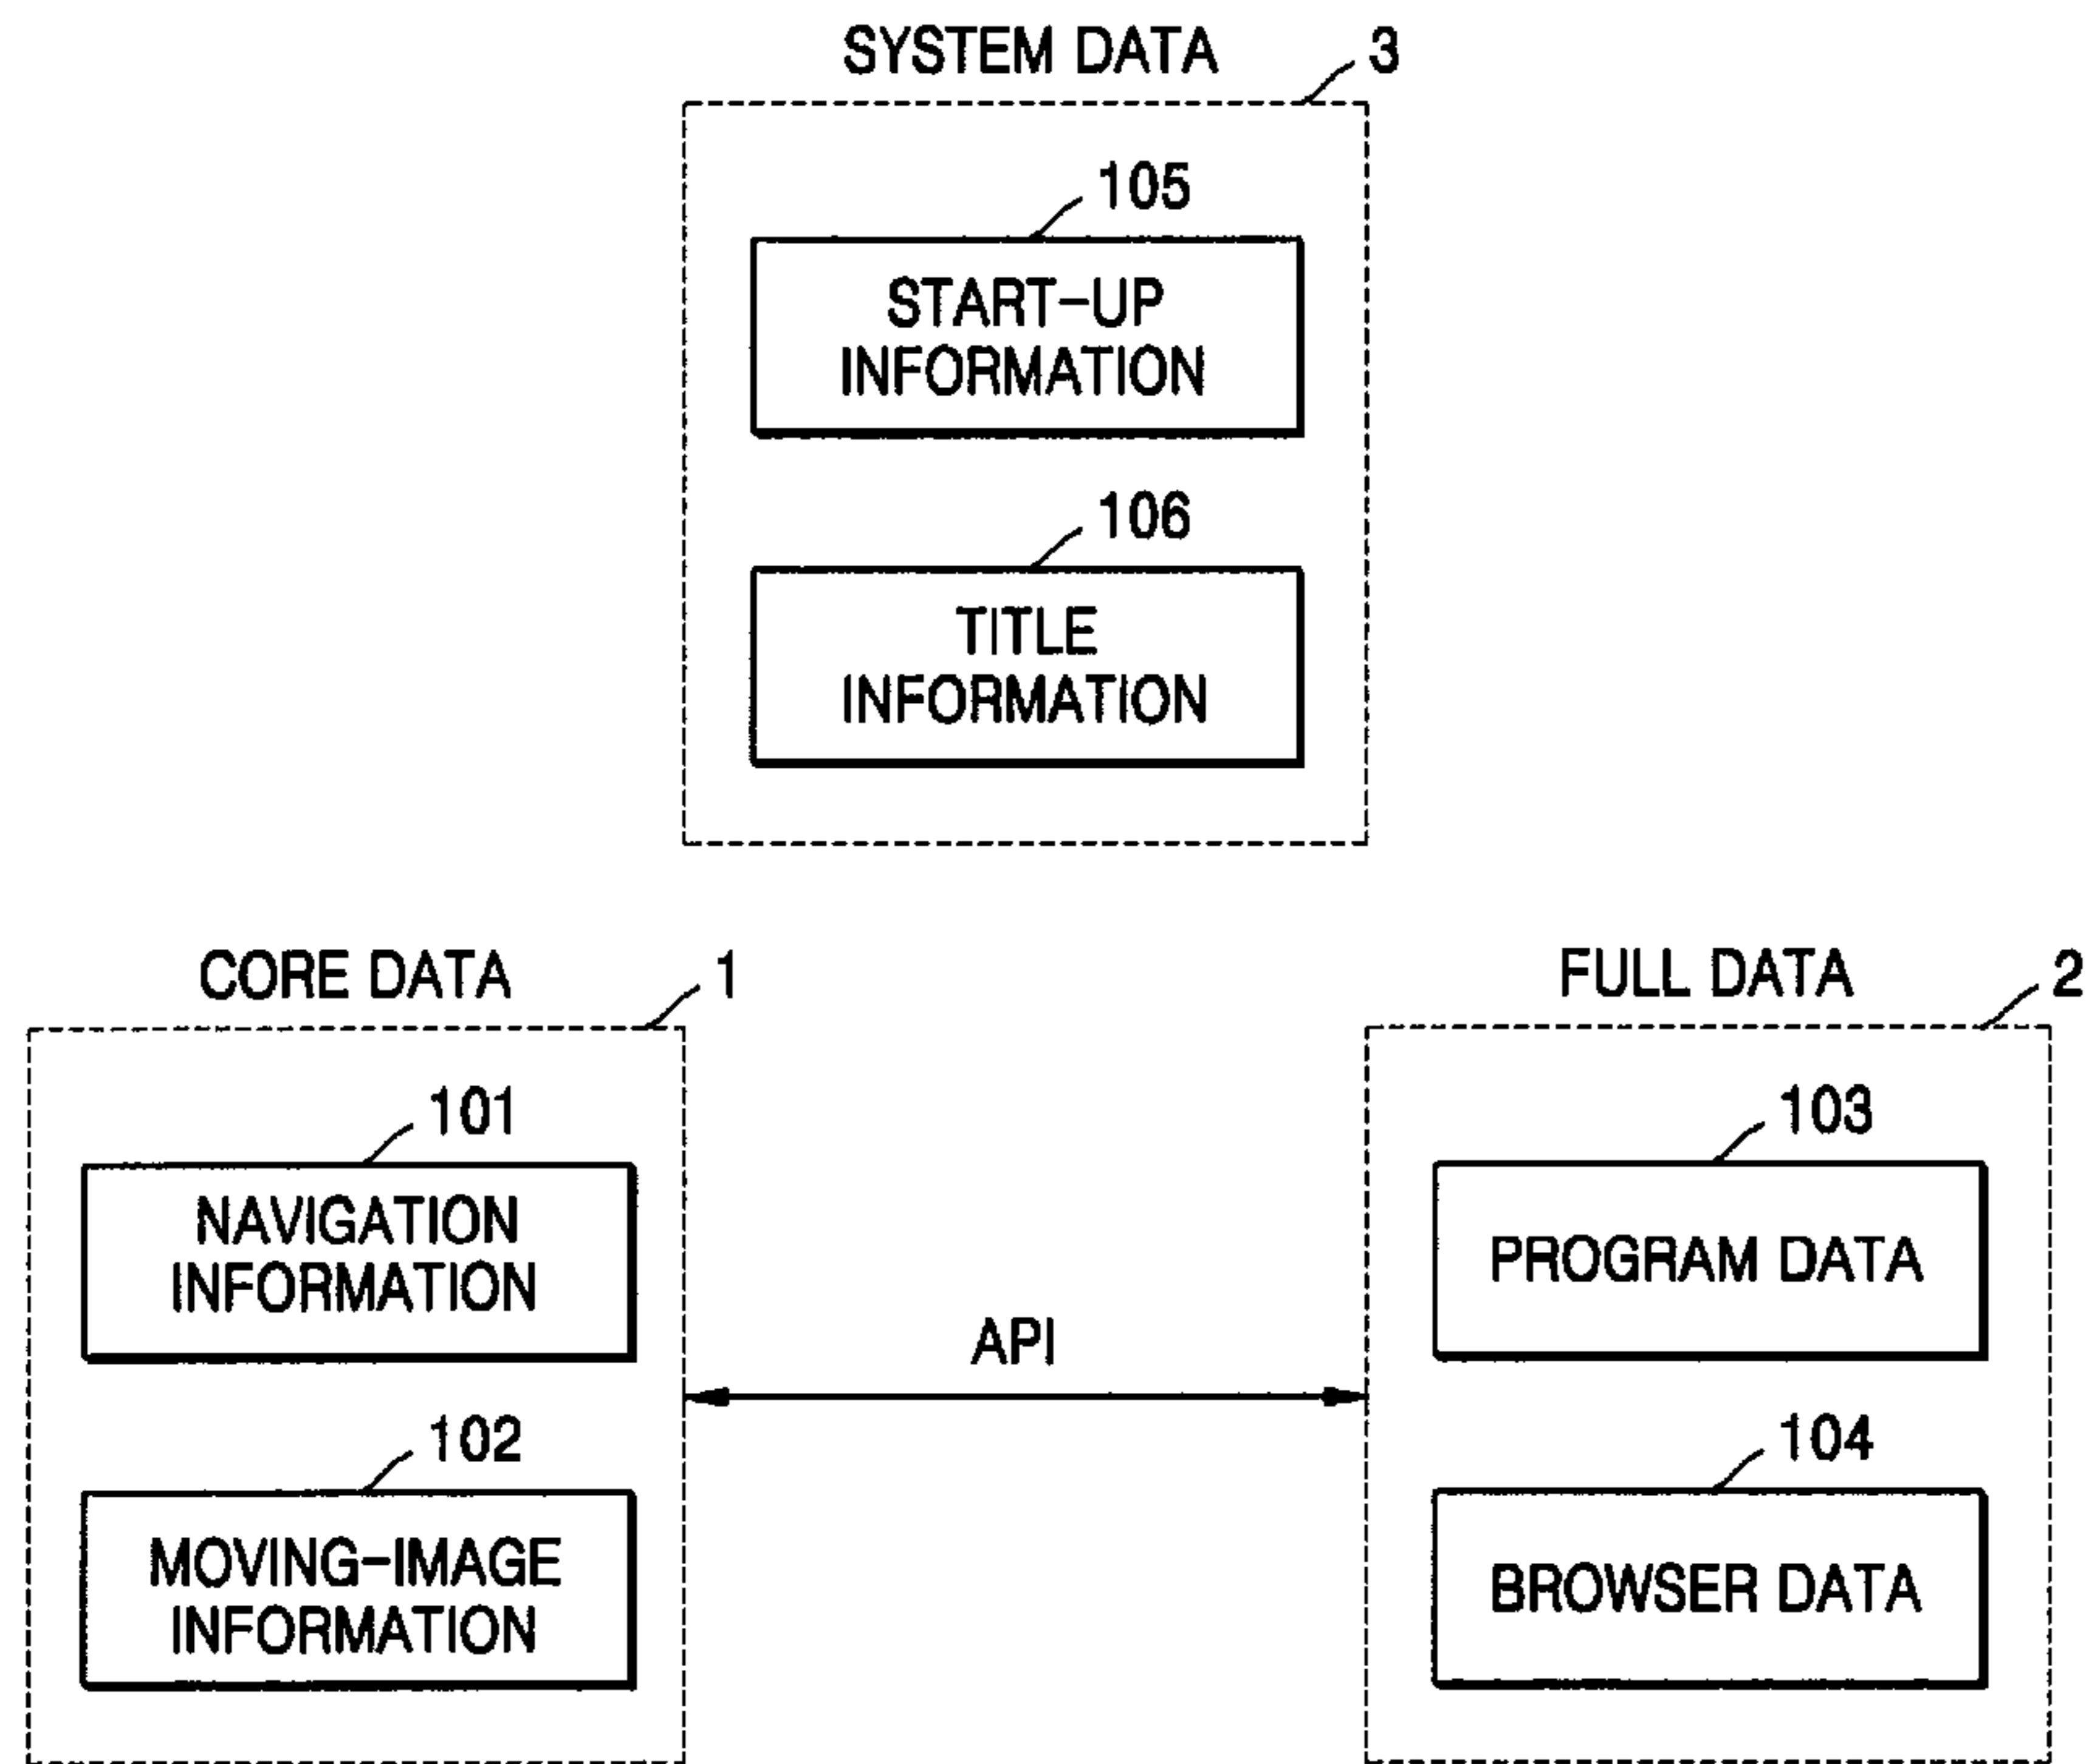 SYSTEM DATA
3
105
START-UP
INFORMATION
106
TITLE
INFORMATION
CORE DATA
1
101
NAVIGATION
INFORMATION
102
MOVING-IMAGE
INFORMATION
API
FULL DATA
2
103
PROGRAM DATA
104
BROWSER DATA